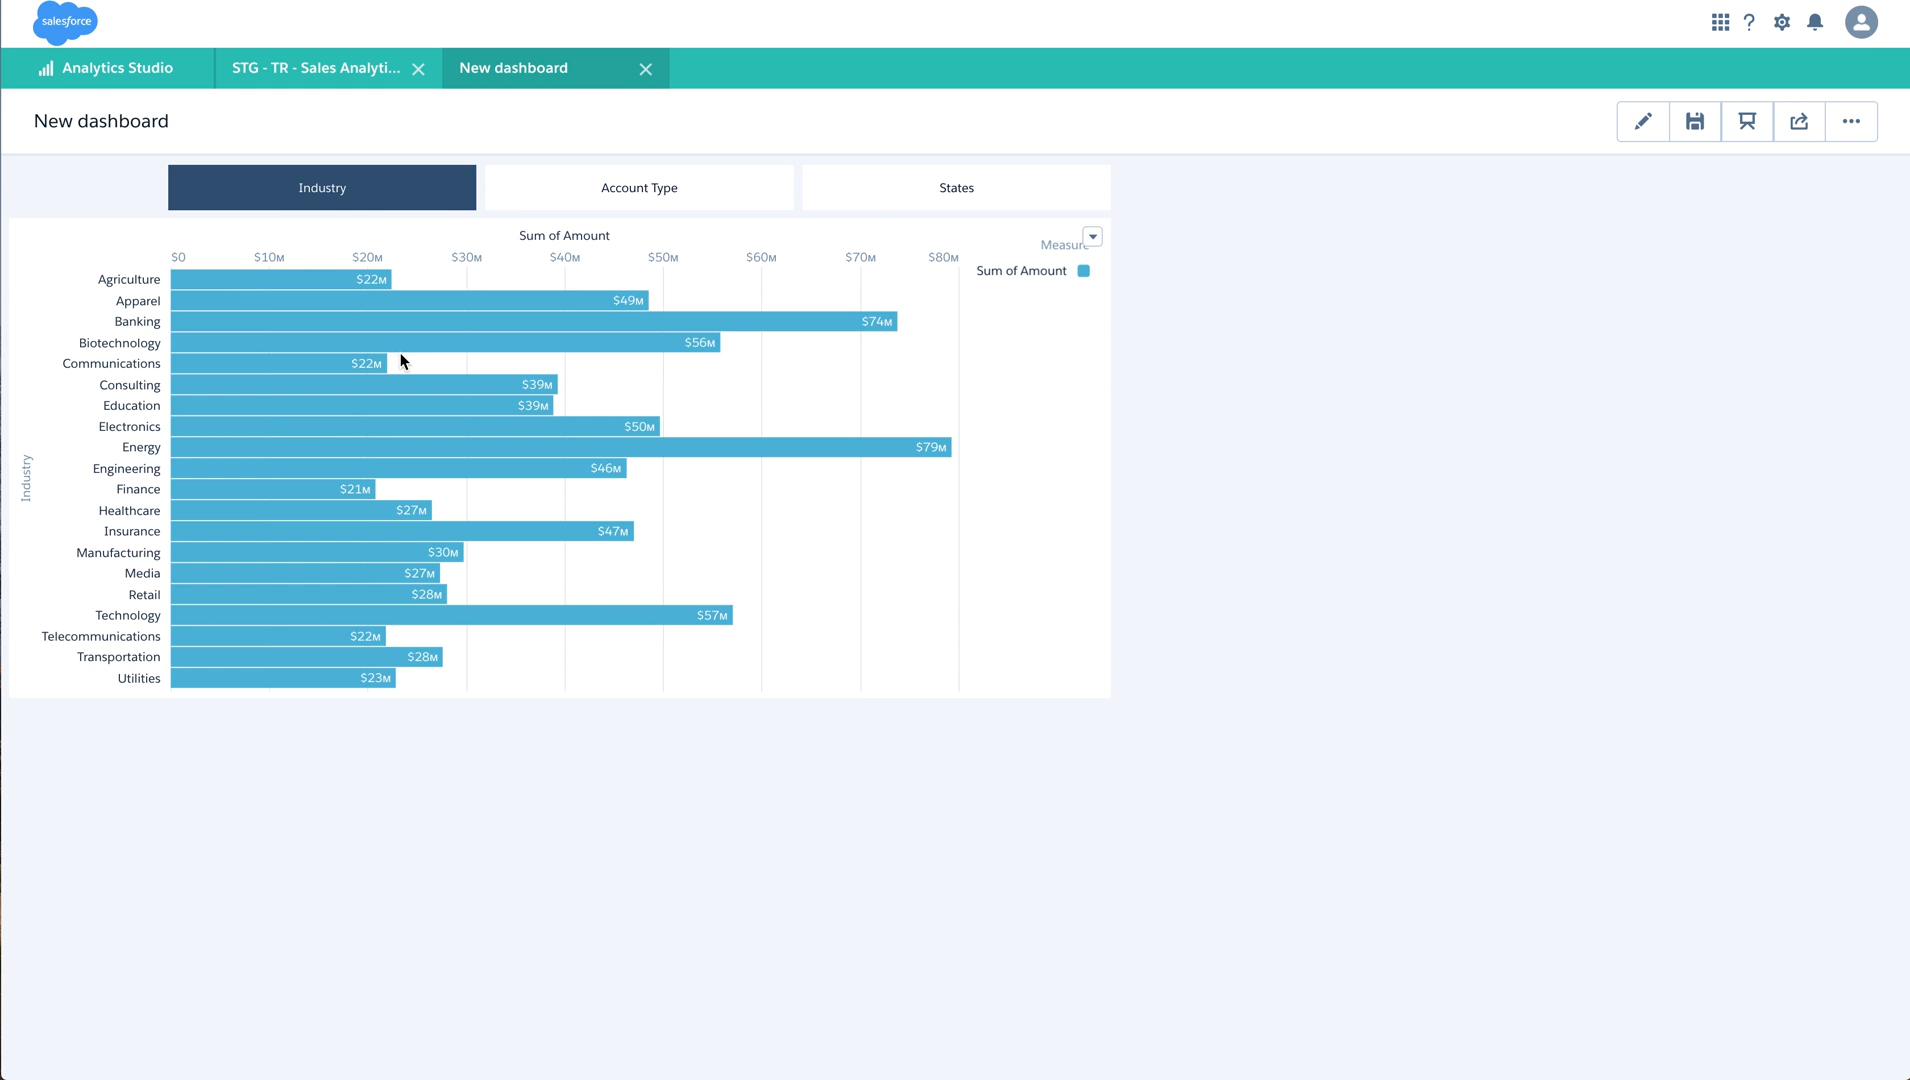 salesforce
?
Analytics Studio
STG - TR - Sales Analyti...
New dashboard
New dashboard
Industry
Account Type
States
Sum of Amount
Measure
$0 $10M $20M $30M $40M $50M $60M $70M $80M
Sum of Amount
Industry
Agriculture $22M
Apparel $49M
Banking $74M
Biotechnology $56M
Communications $22M
Consulting $39M
Education $39M
Electronics $50M
Energy $79M
Engineering $46M
Finance $21M
Healthcare $27M
Insurance $47M
Manufacturing $30M
Media $27M
Retail $28M
Technology $57M
Telecommunications $22M
Transportation $28M
Utilities $23M